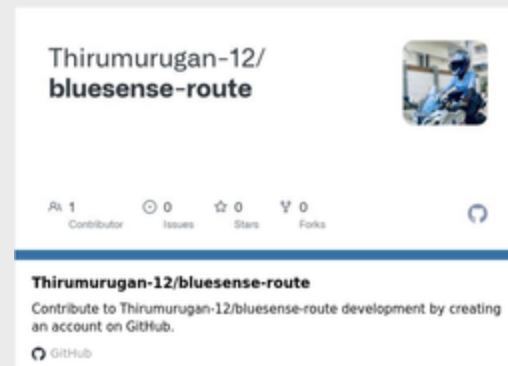 Thirumurugan-12/
bluesense-route
1
Contributor
0
Issues
0
Stars
0
Forks
Thirumurugan-12/bluesense-route
Contribute to Thirumurugan-12/bluesense-route development by creating
an account on GitHub.
GitHub